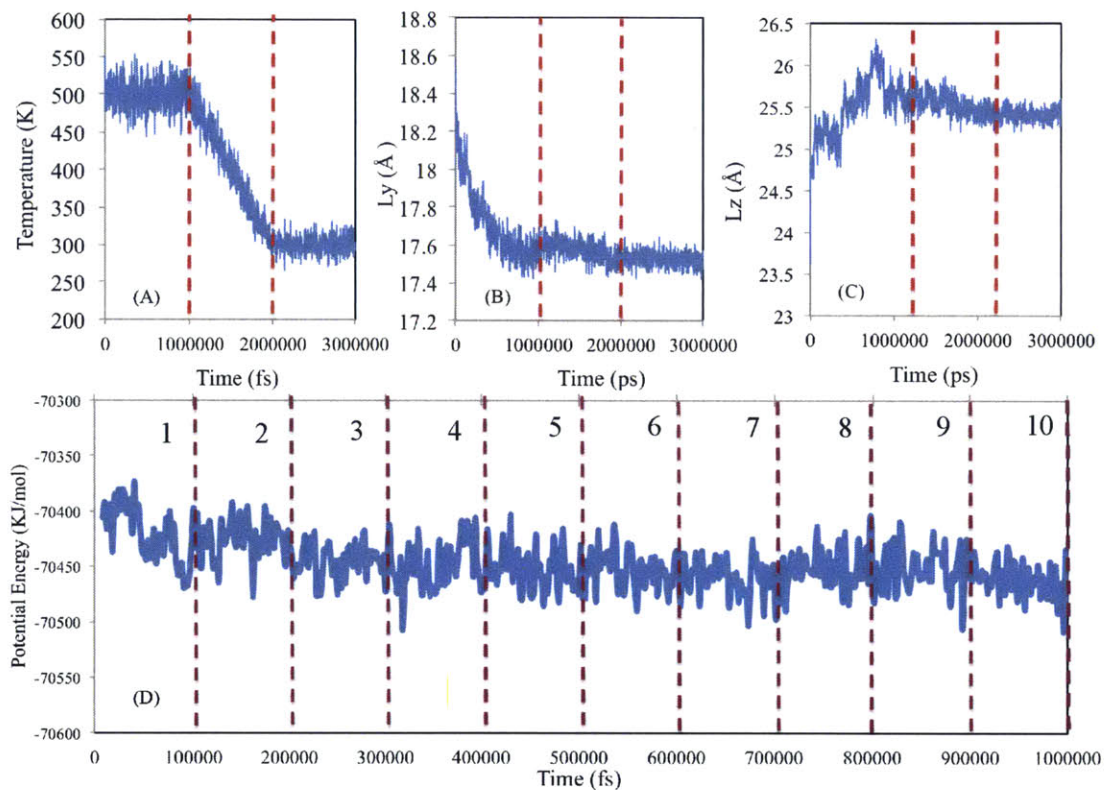 600
550
500
450
400
350
300
250
200
Temperature (K)
(A)
0 1000000 2000000 3000000
Time (fs)
18.8
18.6
18.4
18.2
18
17.8
17.6
17.4
17.2
Ly (Å )
(B)
0 1000000 2000000 3000000
Time (ps)
26.5
26
25.5
25
24.5
24
23.5
23
Lz (Å)
(C)
0 1000000 2000000 3000000
Time (ps)
-70300
-70350
-70400
-70450
-70500
-70550
-70600
Potential Energy (KJ/mol)
1 2 3 4 5 6 7 8 9 10
(D)
0 100000 200000 300000 400000 500000 600000 700000 800000 900000 1000000
Time (fs)